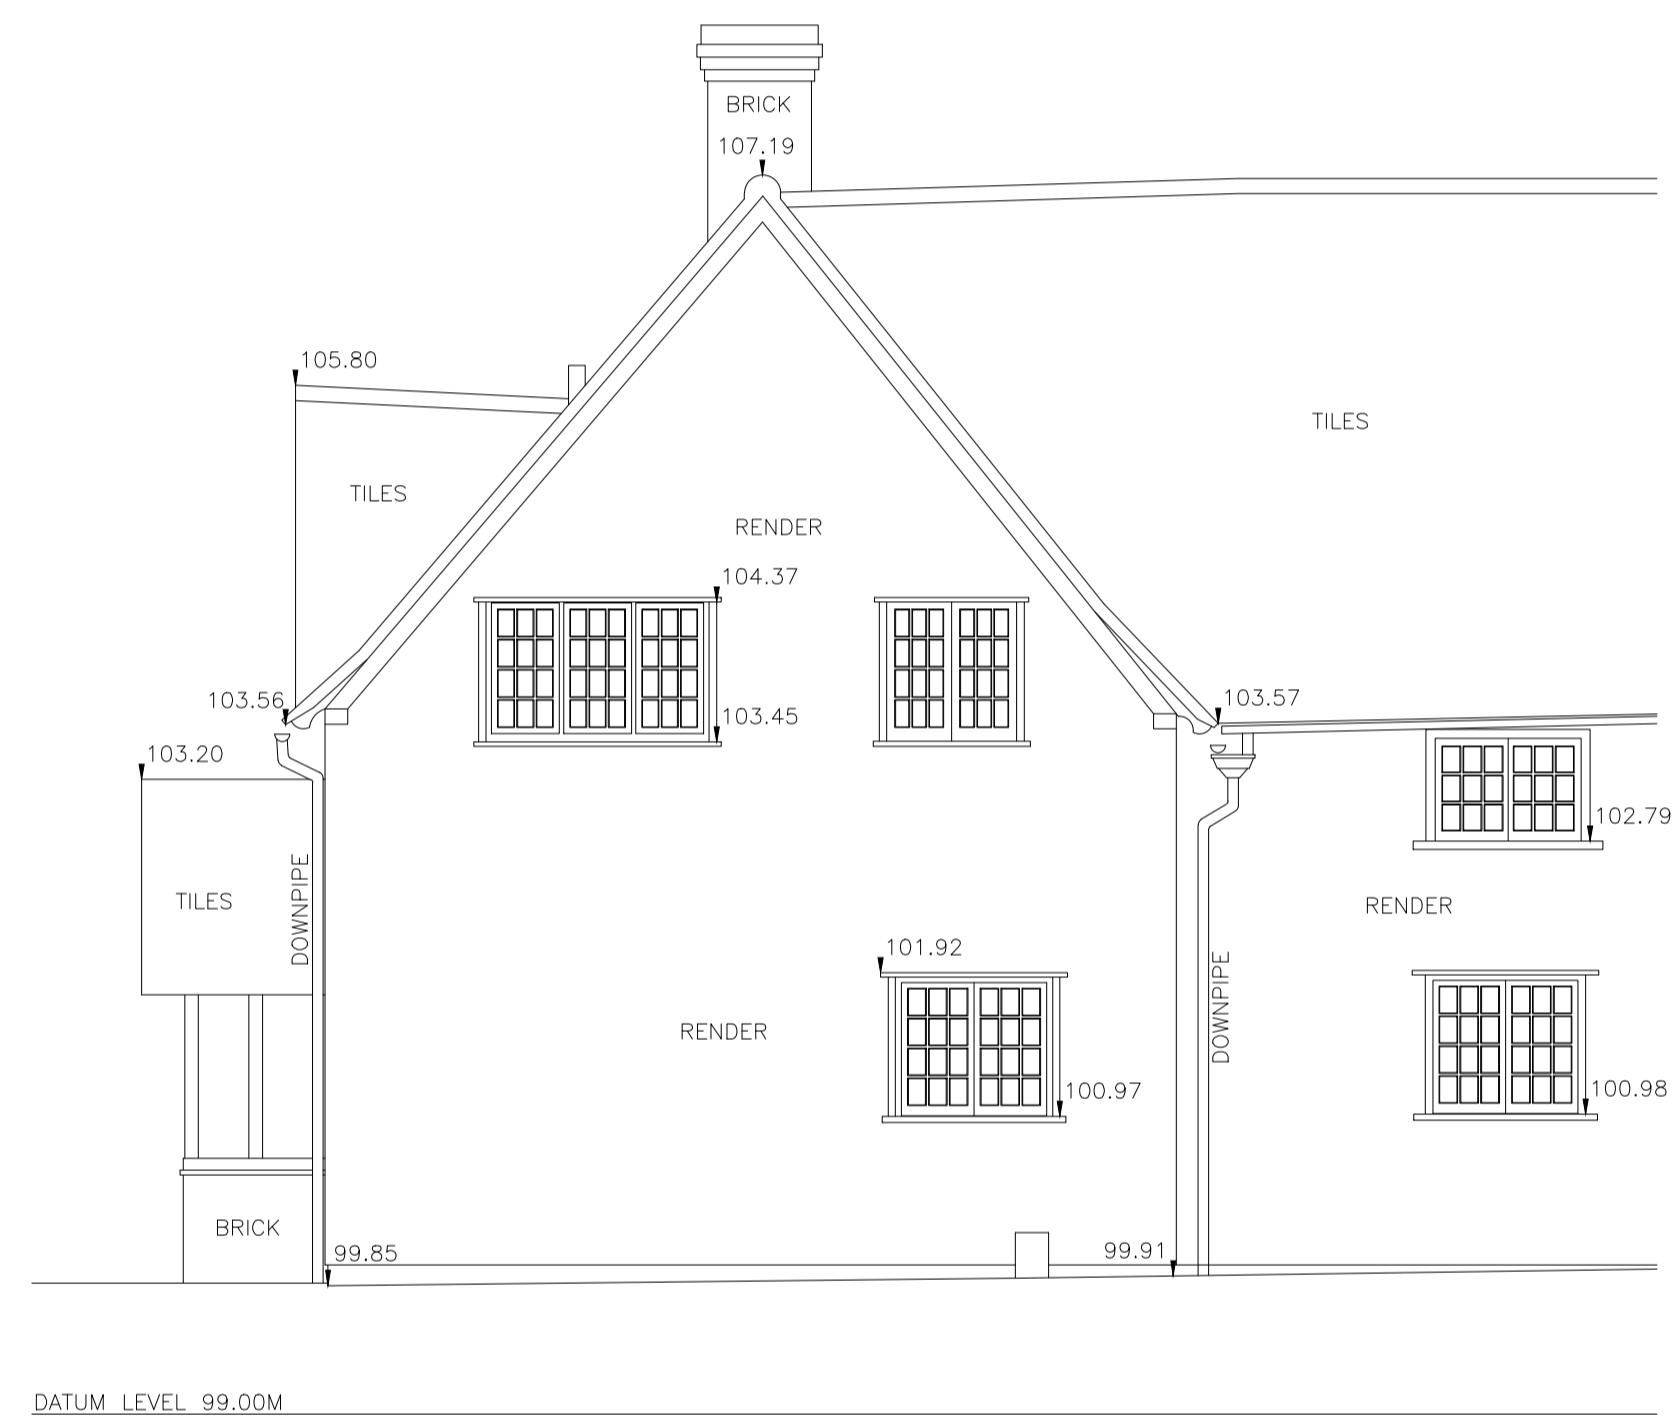 BRICK
107.19
105.80
TILES
TILES
RENDER
104.37
103.56
103.45
103.57
103.20
102.79
TILES
DOWNPIPE
RENDER
101.92
DOWNPIPE
RENDER
100.97
100.98
BRICK
99.85
99.91
DATUM LEVEL 99.00M